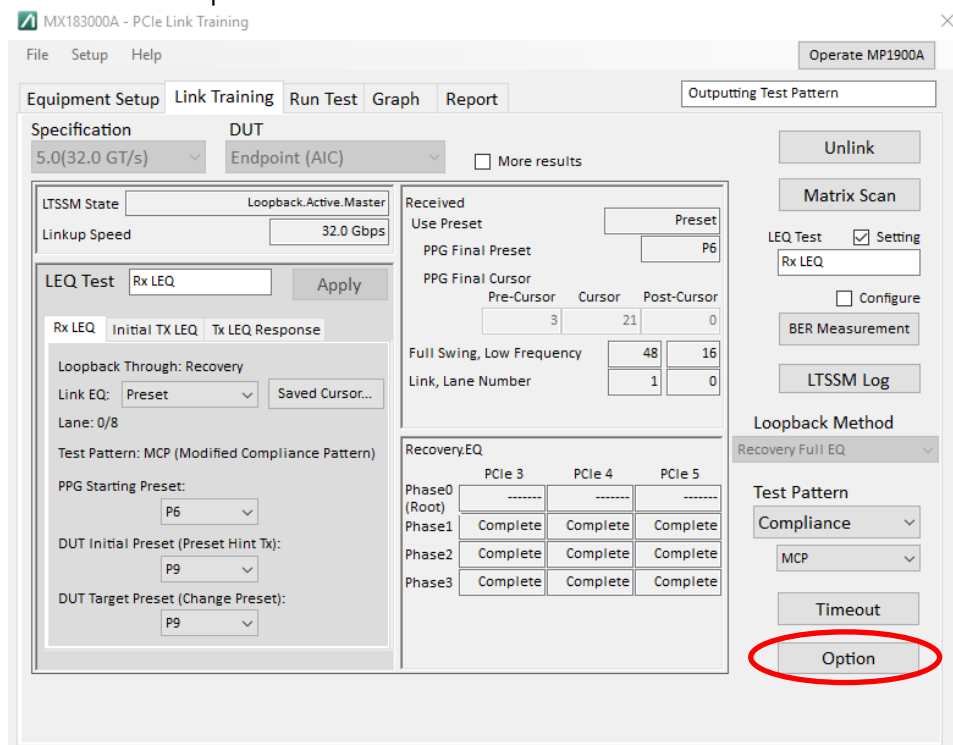 MX183000A - PCIe Link Training
File Setup Help
Operate MP1900A
Equipment Setup Link Training Run Test Graph Report
Outputting Test Pattern
Specification DUT
5.0(32.0 GT/s) Endpoint (AIC)
More results
Unlink
Matrix Scan
LEQ Test Setting
Rx LEQ
Configure
BER Measurement
LTSSM Log
Loopback Method
Recovery Full EQ
Test Pattern
Compliance
MCP
Timeout
Option
LTSSM State Loopback.Active.Master
Linkup Speed 32.0 Gbps
LEQ Test Rx LEQ Apply
Rx LEQ Initial TX LEQ Tx LEQ Response
Loopback Through: Recovery
Link EQ: Preset Saved Cursor...
Lane: 0/8
Test Pattern: MCP (Modified Compliance Pattern)
PPG Starting Preset:
P6
DUT Initial Preset (Preset Hint Tx):
P9
DUT Target Preset (Change Preset):
P9
Received
Use Preset Preset
PPG Final Preset P6
PPG Final Cursor
Pre-Cursor Cursor Post-Cursor
3 21 0
Full Swing, Low Frequency 48 16
Link, Lane Number 1 0
Recovery.EQ
PCIe 3 PCIe 4 PCIe 5
Phase0 ------- ------- -------
(Root)
Phase1 Complete Complete Complete
Phase2 Complete Complete Complete
Phase3 Complete Complete Complete